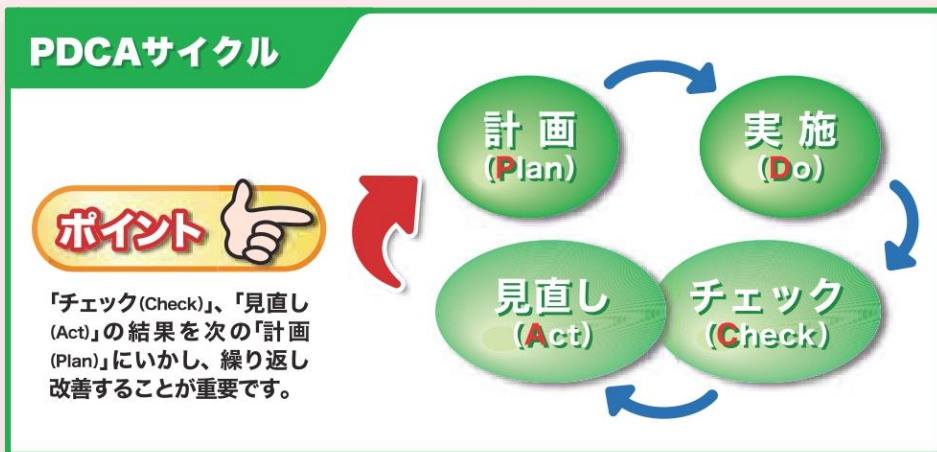 PDCAサイクル
計画
(Plan)
実施
(Do)
ポイント
見直し
(Act)
チェック
(Check)
「チェック(Check)」、「見直し
(Act)」の結果を次の「計画
(Plan)」にいかし、繰り返し
改善することが重要です。